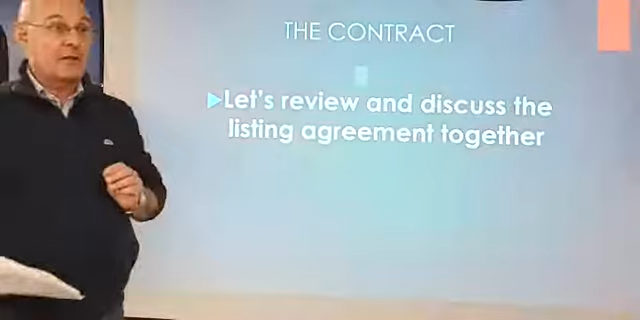 THE CONTRACT
Let's review and discuss the
listing agreement together